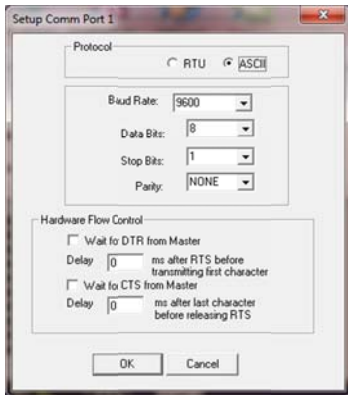 Setup Comm Port 1
Protocol
RTU ASCII
Baud Rate: 9600
Data Bits: 8
Stop Bits: 1
Parity: NONE
Hardware Flow Control
Wait for DTR from Master
Delay 0 ms after RTS before
transmitting first character
Wait for CTS from Master
Delay 0 ms after last character
before releasing RTS
OK Cancel